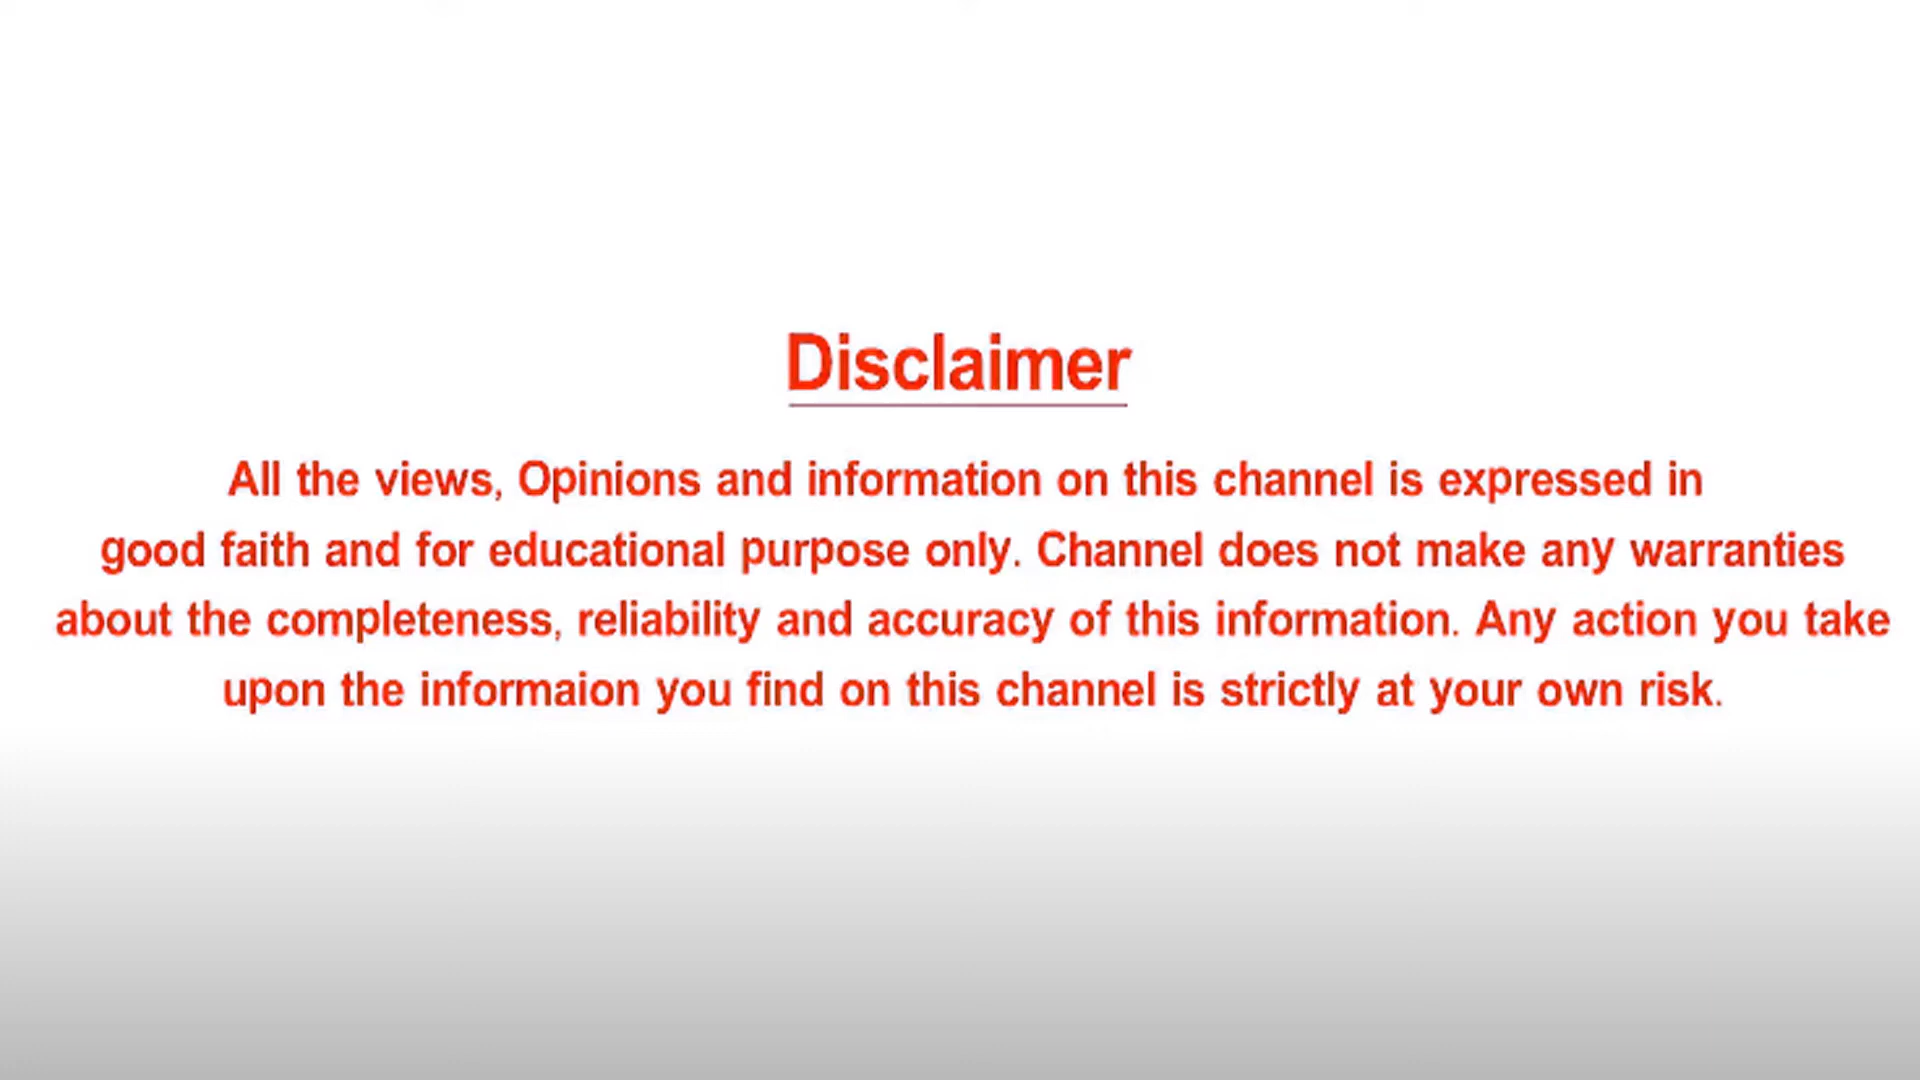 Disclaimer
All the views, Opinions and information on this channel is expressed in
good faith and for educational purpose only. Channel does not make any warranties
about the completeness, reliability and accuracy of this information. Any action you take
upon the informaion you find on this channel is strictly at your own risk.